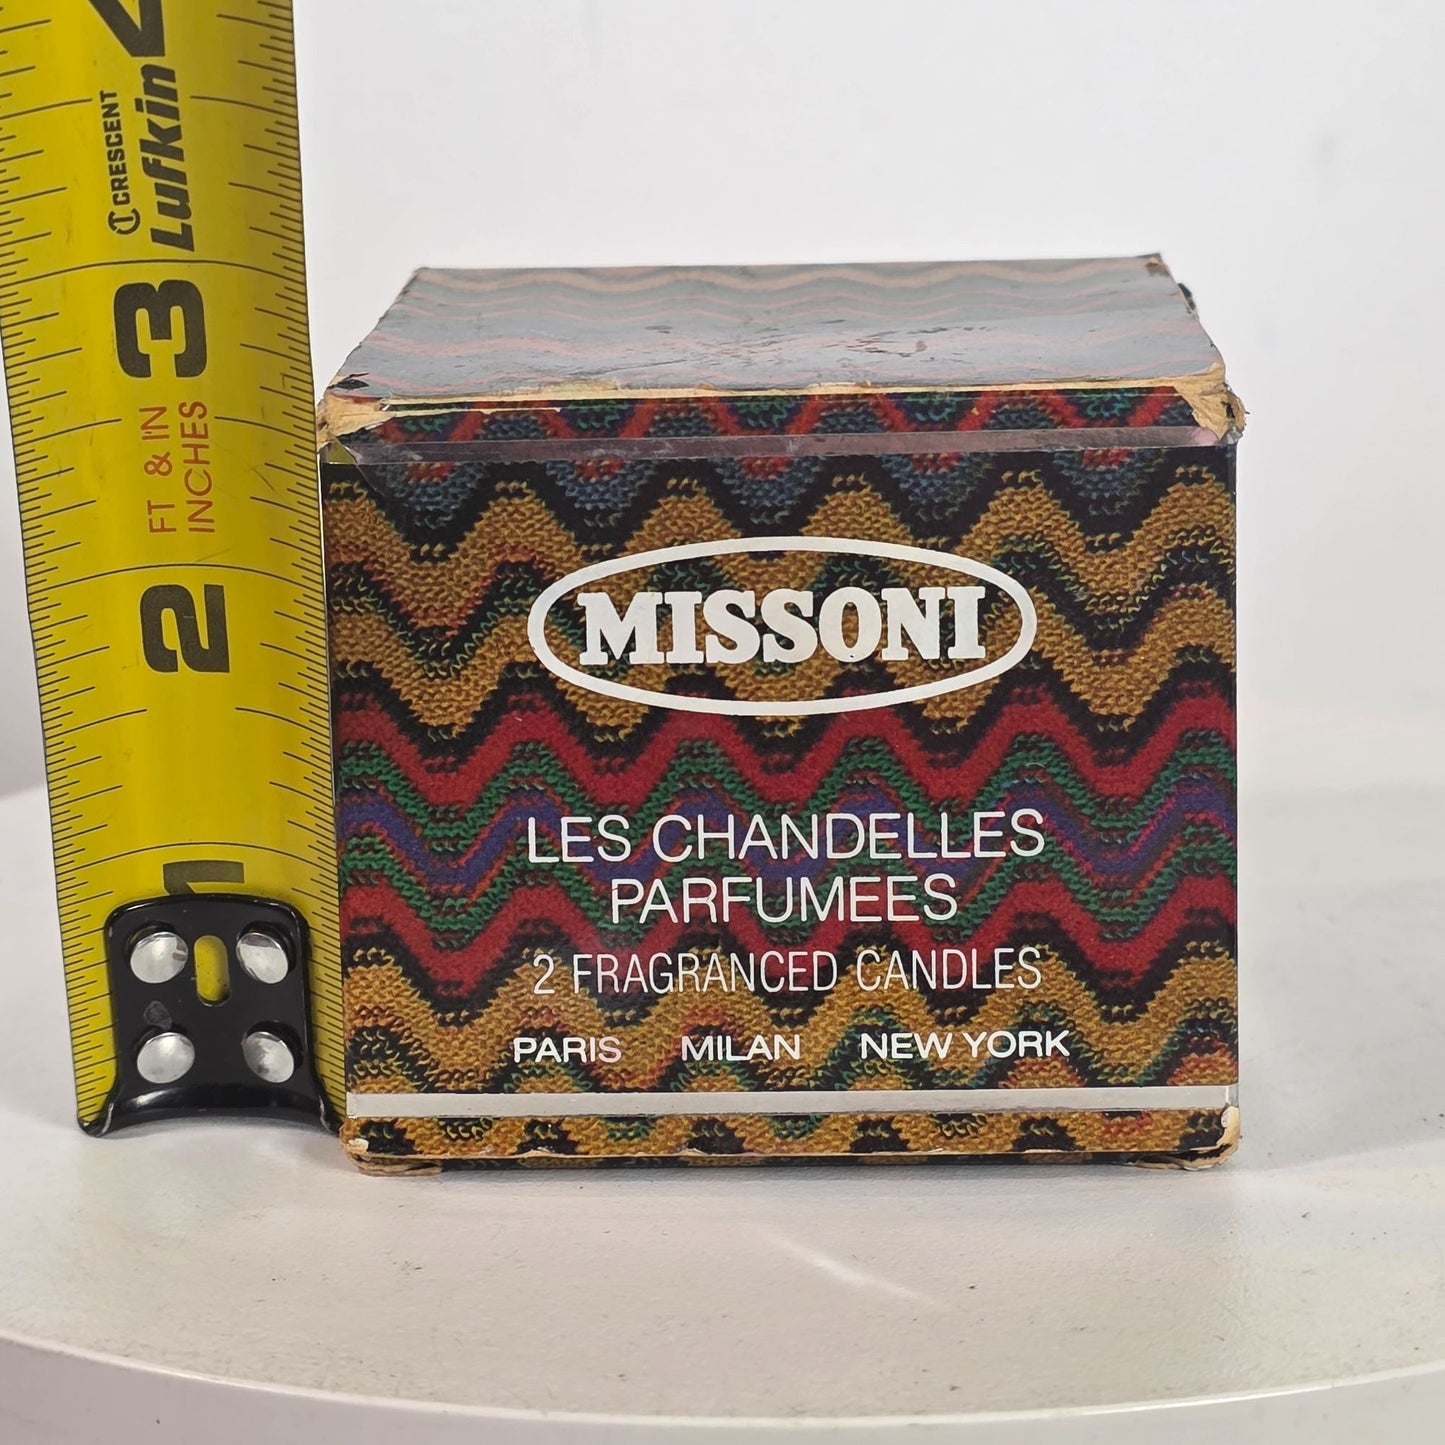 CRESCENT
Lufkin
3
FT & IN
INCHES
2
1
MISSONI
LES CHANDELLES
PARFUMEES
2 FRAGRANCED CANDLES
PARIS MILAN NEW YORK